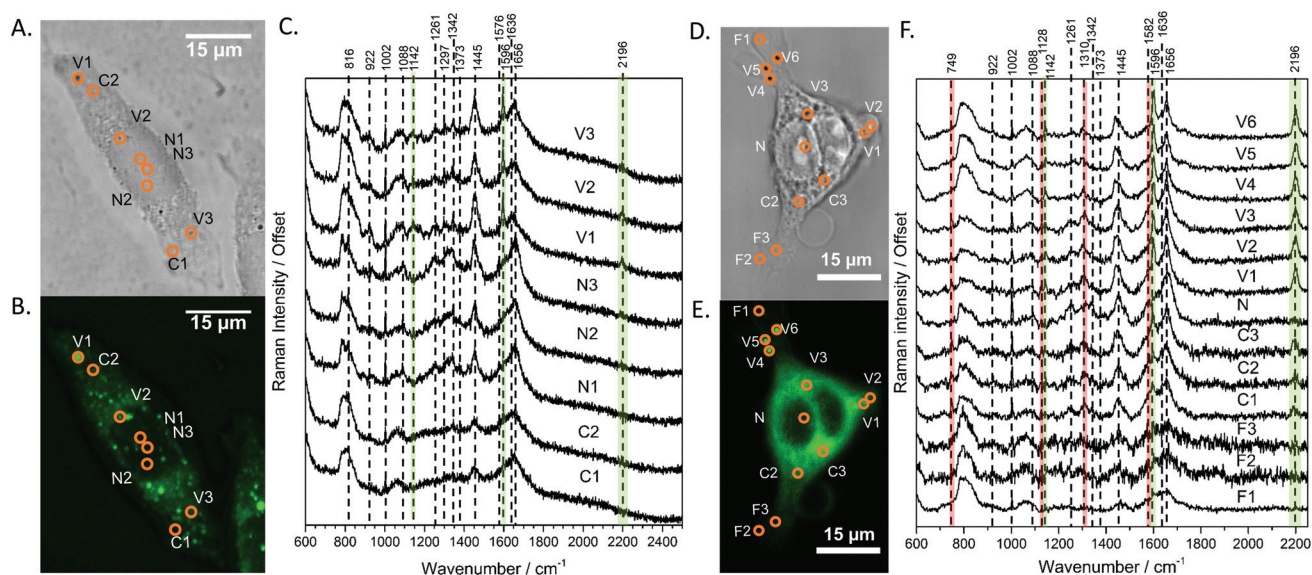 A.
15 µm
V1
C2
V2
N1
N3
N2
V3
C1
B.
15 µm
V1
C2
V2
N1
N3
N2
V3
C1
C.
816
922
1002
1088
1142
1261
1297
1342
1373
1445
1576
1596
1636
1656
2196
V3
V2
V1
N3
N2
N1
C2
C1
Raman Intensity / Offset
600 800 1000 1200 1400 1600 1800 2000 2200 2400
Wavenumber / cm-1
D.
F1
V6
V5
V4
V3
V2
V1
N
C2
C3
F3
F2
15 µm
E.
F1
V6
V5
V4
V3
V2
V1
N
C2
C3
F3
F2
15 µm
F.
749
922
1002
1088
1128
1142
1261
1310
1342
1373
1445
1582
1596
1636
1656
2196
V6
V5
V4
V3
V2
V1
N
C3
C2
C1
F3
F2
F1
Raman intensity / Offset
600 800 1000 1200 1400 1600 1800 2000 2200
Wavenumber / cm-1